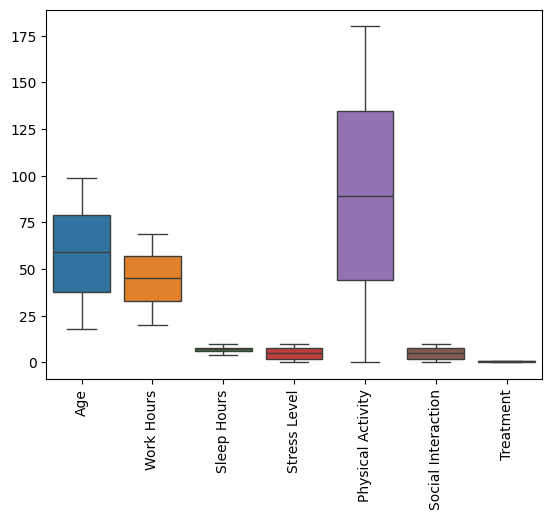 175
150
125
100
75
50
25
0
Age
Work Hours
Sleep Hours
Stress Level
Physical Activity
Social Interaction
Treatment